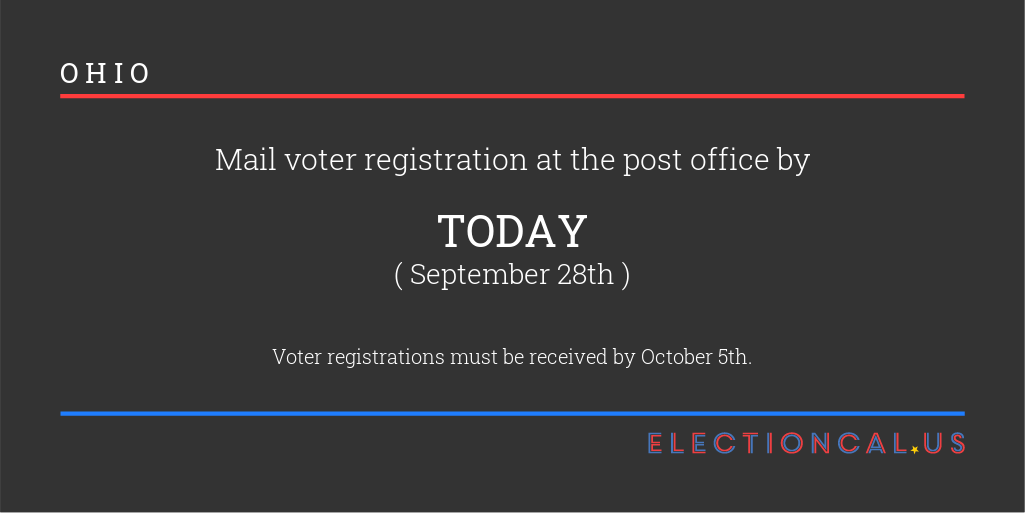 OHIO
Mail voter registration at the post office by
TODAY
( September 28th )
Voter registrations must be received by October 5th.
ELECTIONCAL.US